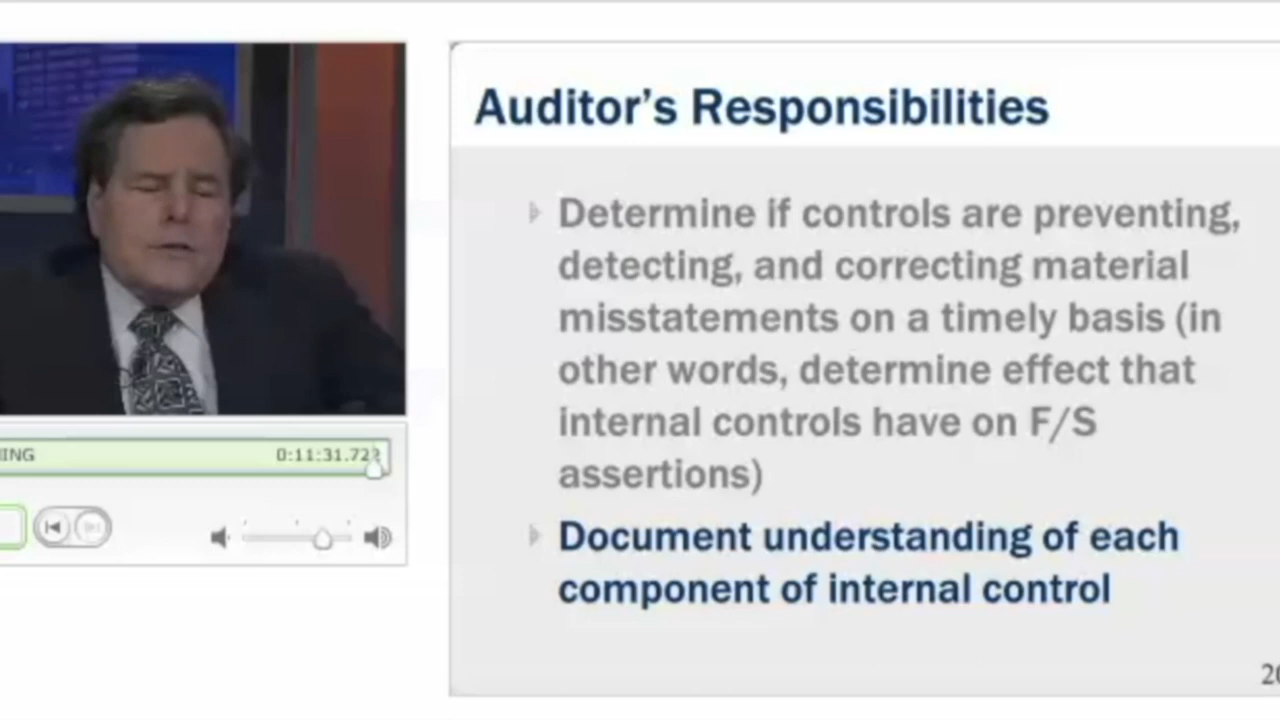 Auditor's Responsibilities
Determine if controls are preventing,
detecting, and correcting material
misstatements on a timely basis (in
other words, determine effect that
internal controls have on F/S
assertions)
Document understanding of each
component of internal control
ING
0:11:31.72
20